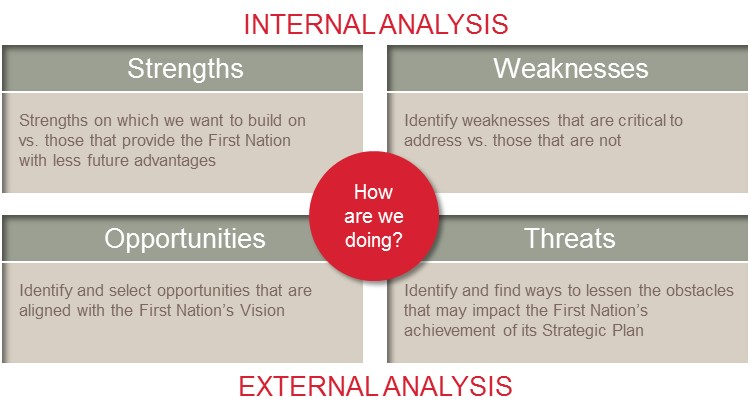 INTERNAL ANALYSIS
Strengths
Strengths on which we want to build on
vs. those that provide the First Nation
with less future advantages
Weaknesses
Identify weaknesses that are critical to
address vs. those that are not
How
are we
doing?
Opportunities
Identify and select opportunities that are
aligned with the First Nation's Vision
Threats
Identify and find ways to lessen the obstacles
that may impact the First Nation's
achievement of its Strategic Plan
EXTERNAL ANALYSIS